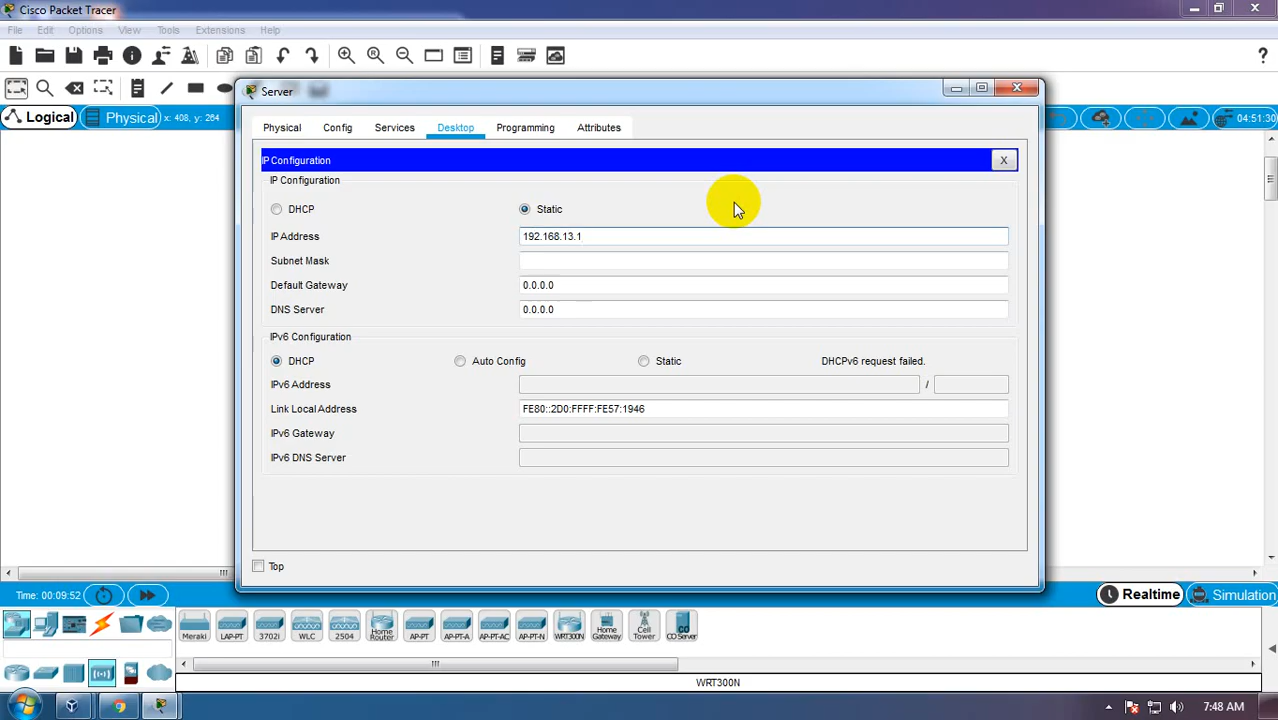 Cisco Packet Tracer
File Edit Options View Tools Extensions Help
?
Logical Physical x: 408, y: 264 04:51:30
Server
Physical Config Services Desktop Programming Attributes
IP Configuration X
IP Configuration
DHCP Static
IP Address 192.168.13.1
Subnet Mask
Default Gateway 0.0.0.0
DNS Server 0.0.0.0
IPv6 Configuration
DHCP Auto Config Static DHCPv6 request failed.
IPv6 Address /
Link Local Address FE80::2D0:FFFF:FE57:1946
IPv6 Gateway
IPv6 DNS Server
Top
Time: 00:09:52 Realtime Simulation
Meraki LAP-PT 3702i WLC 2504 Home Router AP-PT AP-PT-A AP-PT-AC AP-PT-N WRT300N Home Gateway Cell Tower CO Server
WRT300N
7:48 AM